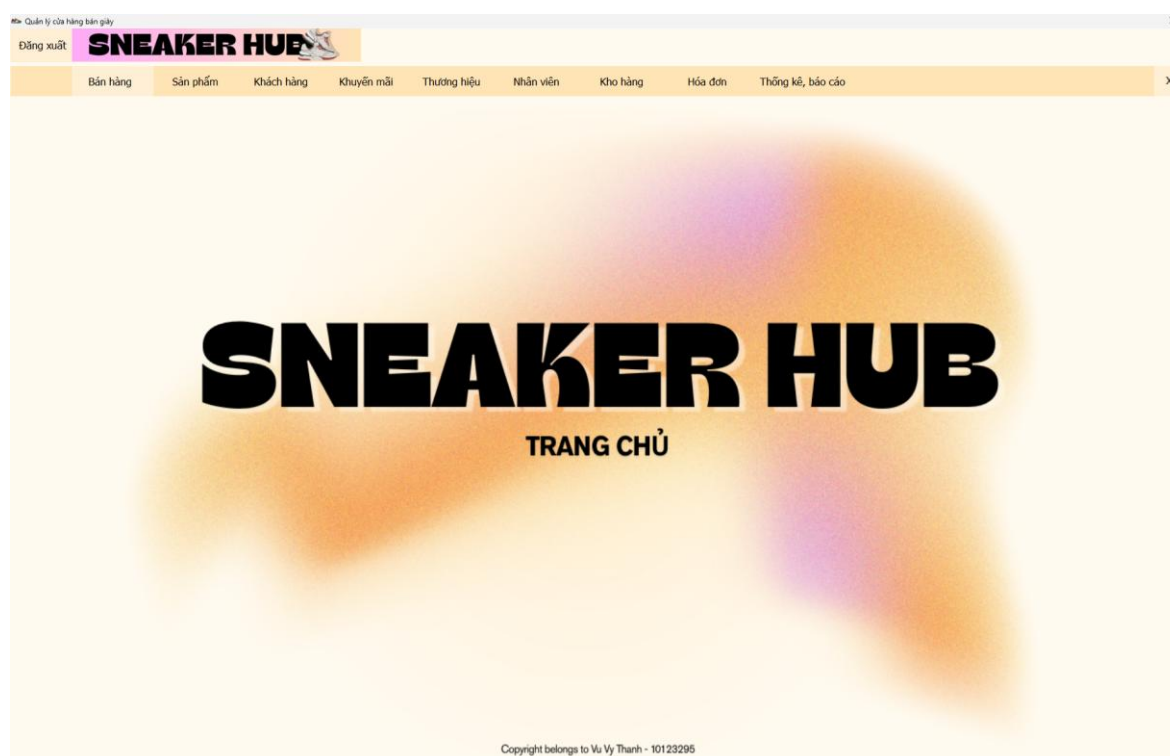 Quản lý cửa hàng bán giày
Đăng xuất SNEAKER HUB
Bán hàng Sản phẩm Khách hàng Khuyến mãi Thương hiệu Nhân viên Kho hàng Hóa đơn Thống kê, báo cáo X
SNEAKER HUB
TRANG CHỦ
Copyright belongs to Vu Vy Thanh - 10123295